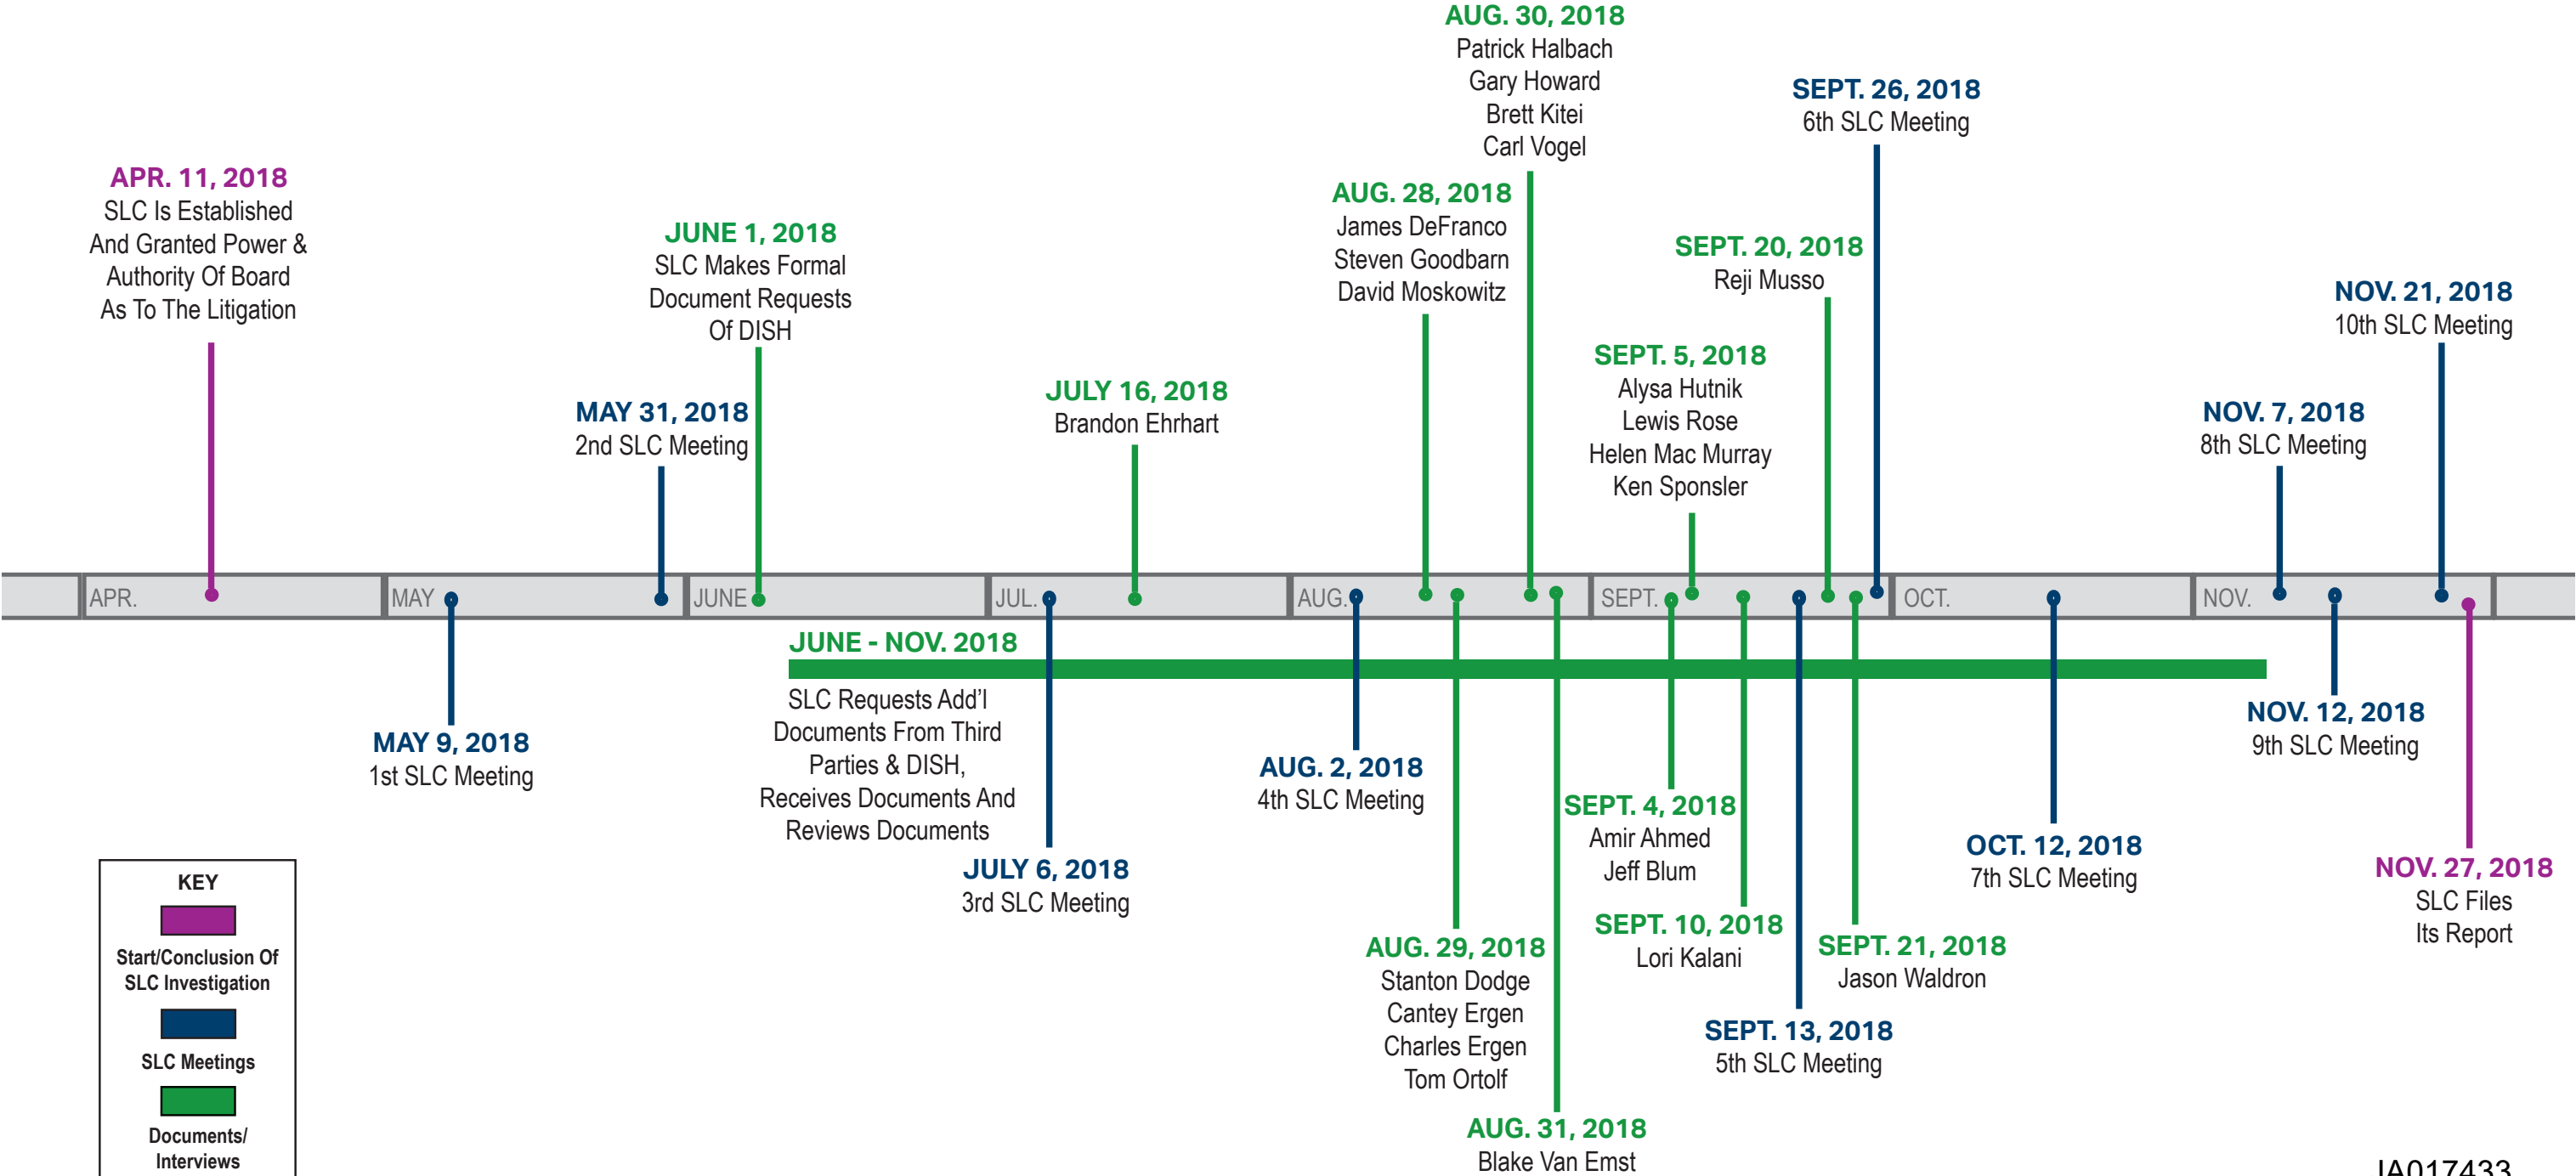 AUG. 30, 2018
Patrick Halbach
Gary Howard
Brett Kitei
Carl Vogel
SEPT. 26, 2018
6th SLC Meeting
APR. 11, 2018
SLC Is Established
And Granted Power &
Authority Of Board
As To The Litigation
AUG. 28, 2018
James DeFranco
Steven Goodbarn
David Moskowitz
JUNE 1, 2018
SLC Makes Formal
Document Requests
Of DISH
SEPT. 20, 2018
Reji Musso
NOV. 21, 2018
10th SLC Meeting
SEPT. 5, 2018
Alysa Hutnik
Lewis Rose
Helen Mac Murray
Ken Sponsler
JULY 16, 2018
Brandon Ehrhart
MAY 31, 2018
2nd SLC Meeting
NOV. 7, 2018
8th SLC Meeting
APR.
MAY
JUNE
JUL.
AUG.
SEPT.
OCT.
NOV.
JUNE - NOV. 2018
SLC Requests Add'l
Documents From Third
Parties & DISH,
Receives Documents And
Reviews Documents
MAY 9, 2018
1st SLC Meeting
NOV. 12, 2018
9th SLC Meeting
AUG. 2, 2018
4th SLC Meeting
SEPT. 4, 2018
Amir Ahmed
Jeff Blum
OCT. 12, 2018
7th SLC Meeting
JULY 6, 2018
3rd SLC Meeting
NOV. 27, 2018
SLC Files
Its Report
SEPT. 10, 2018
Lori Kalani
AUG. 29, 2018
Stanton Dodge
Cantey Ergen
Charles Ergen
Tom Ortolf
SEPT. 21, 2018
Jason Waldron
SEPT. 13, 2018
5th SLC Meeting
AUG. 31, 2018
Blake Van Emst
KEY
Start/Conclusion Of
SLC Investigation
SLC Meetings
Documents/
Interviews
JA017433